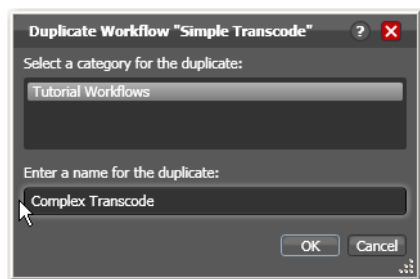 Duplicate Workflow "Simple Transcode" ?
Select a category for the duplicate:
Tutorial Workflows
Enter a name for the duplicate:
Complex Transcode
OK Cancel